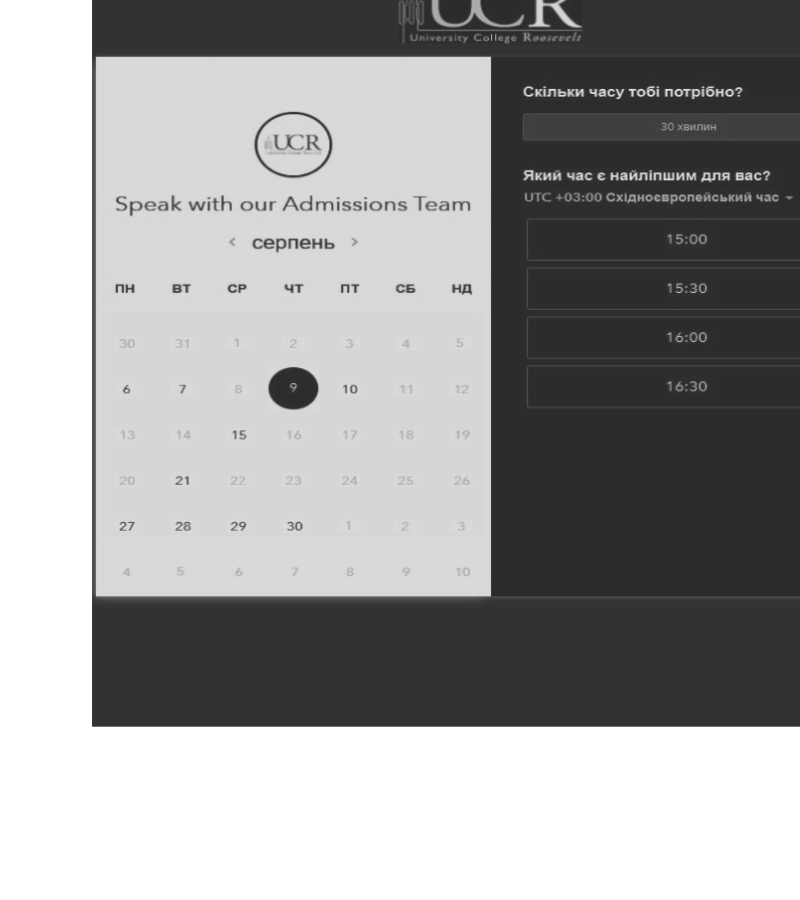 UCR
University College Roosevelt
UCR
Speak with our Admissions Team
серпень
ПН ВТ СР ЧТ ПТ СБ НД
30 31 1 2 3 4 5
6 7 8 9 10 11 12
13 14 15 16 17 18 19
20 21 22 23 24 25 26
27 28 29 30 1 2 3
4 5 6 7 8 9 10
Скільки часу тобі потрібно?
30 хвилин
Який час є найліпшим для вас?
UTC +03:00 Східноєвропейський час
15:00
15:30
16:00
16:30